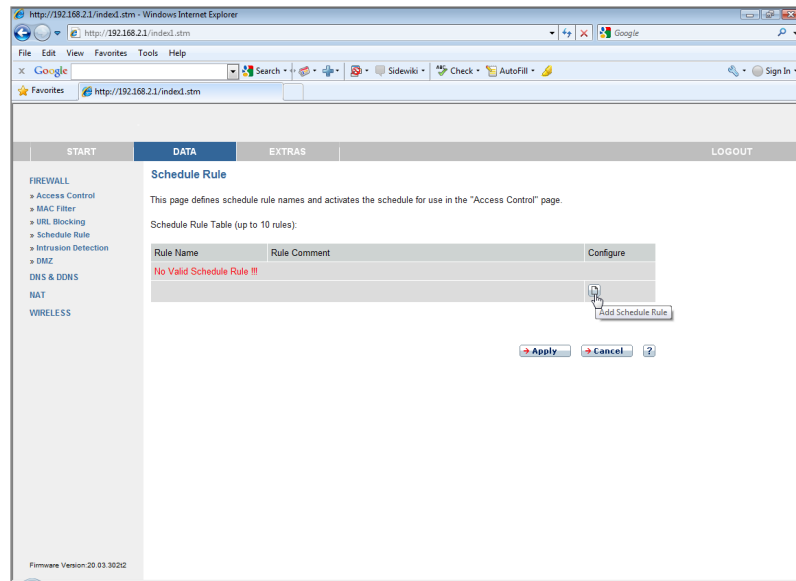 http://192.168.2.1/index1.stm - Windows Internet Explorer
http://192.168.2.1/index1.stm
Google
File Edit View Favorites Tools Help
x Google Search Sidewiki Check AutoFill Sign In
Favorites http://192.168.2.1/index1.stm
START DATA EXTRAS LOGOUT
FIREWALL
» Access Control
» MAC Filter
» URL Blocking
» Schedule Rule
» Intrusion Detection
» DMZ
DNS & DDNS
NAT
WIRELESS
Schedule Rule
This page defines schedule rule names and activates the schedule for use in the "Access Control" page.
Schedule Rule Table (up to 10 rules):
Rule Name Rule Comment Configure
No Valid Schedule Rule !!!
Add Schedule Rule
Apply Cancel ?
Firmware Version:20.03.302t2